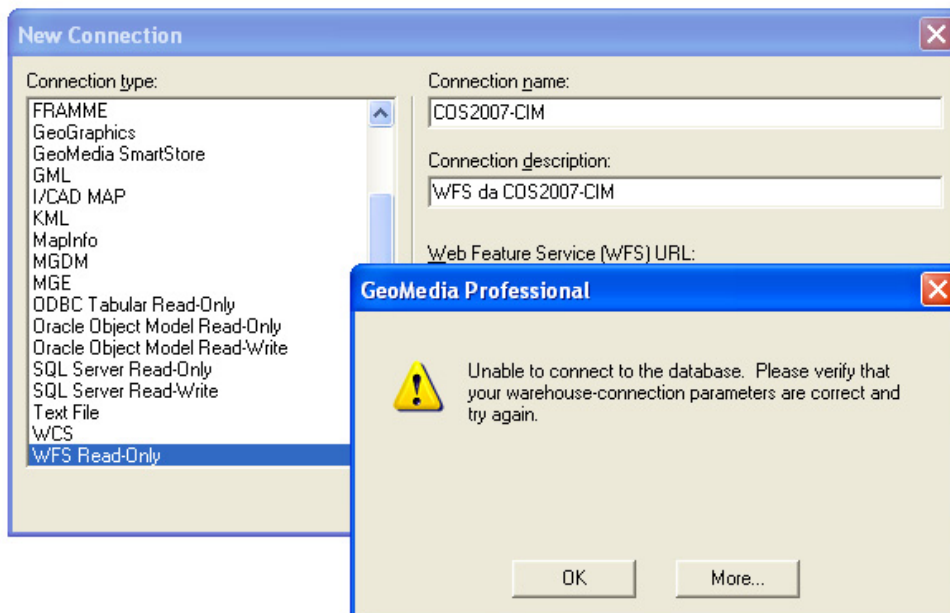 New Connection
Connection type:
FRAMME
GeoGraphics
GeoMedia SmartStore
GML
I/CAD MAP
KML
MapInfo
MGDM
MGE
ODBC Tabular Read-Only
Oracle Object Model Read-Only
Oracle Object Model Read-Write
SQL Server Read-Only
SQL Server Read-Write
Text File
WCS
WFS Read-Only
Connection name:
COS2007-CIM
Connection description:
WFS da COS2007-CIM
Web Feature Service (WFS) URL:
GeoMedia Professional
Unable to connect to the database. Please verify that
your warehouse-connection parameters are correct and
try again.
OK
More...